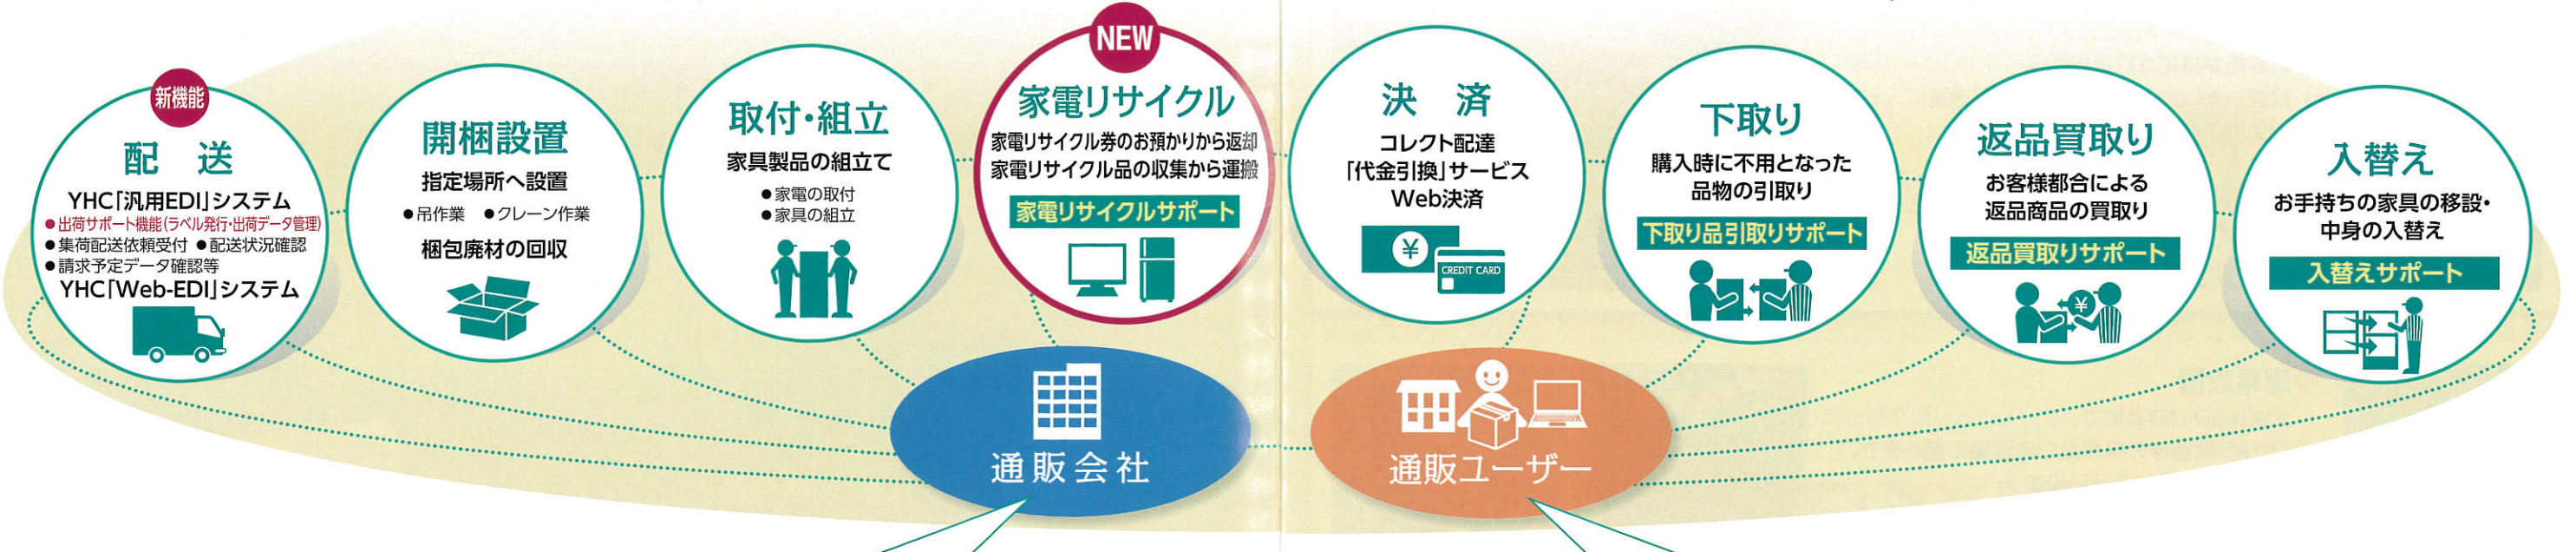 新機能
配 送
YHC「汎用EDI」システム
●出荷サポート機能(ラベル発行・出荷データ管理)
●集荷配送依頼受付 ●配送状況確認
●請求予定データ確認等
YHC「Web-EDI」システム
開梱設置
指定場所へ設置
●吊作業 ●クレーン作業
梱包廃材の回収
取付・組立
家具製品の組立て
●家電の取付
●家具の組立
NEW
家電リサイクル
家電リサイクル券のお預かりから返却
家電リサイクル品の収集から運搬
家電リサイクルサポート
決 済
コレクト配達
「代金引換」サービス
Web決済
¥
CREDIT CARD
下取り
購入時に不用となった
品物の引取り
下取り品引取りサポート
返品買取り
お客様都合による
返品商品の買取り
返品買取りサポート
¥
入替え
お手持ちの家具の移設・
中身の入替え
入替えサポート
通販会社
通販ユーザー